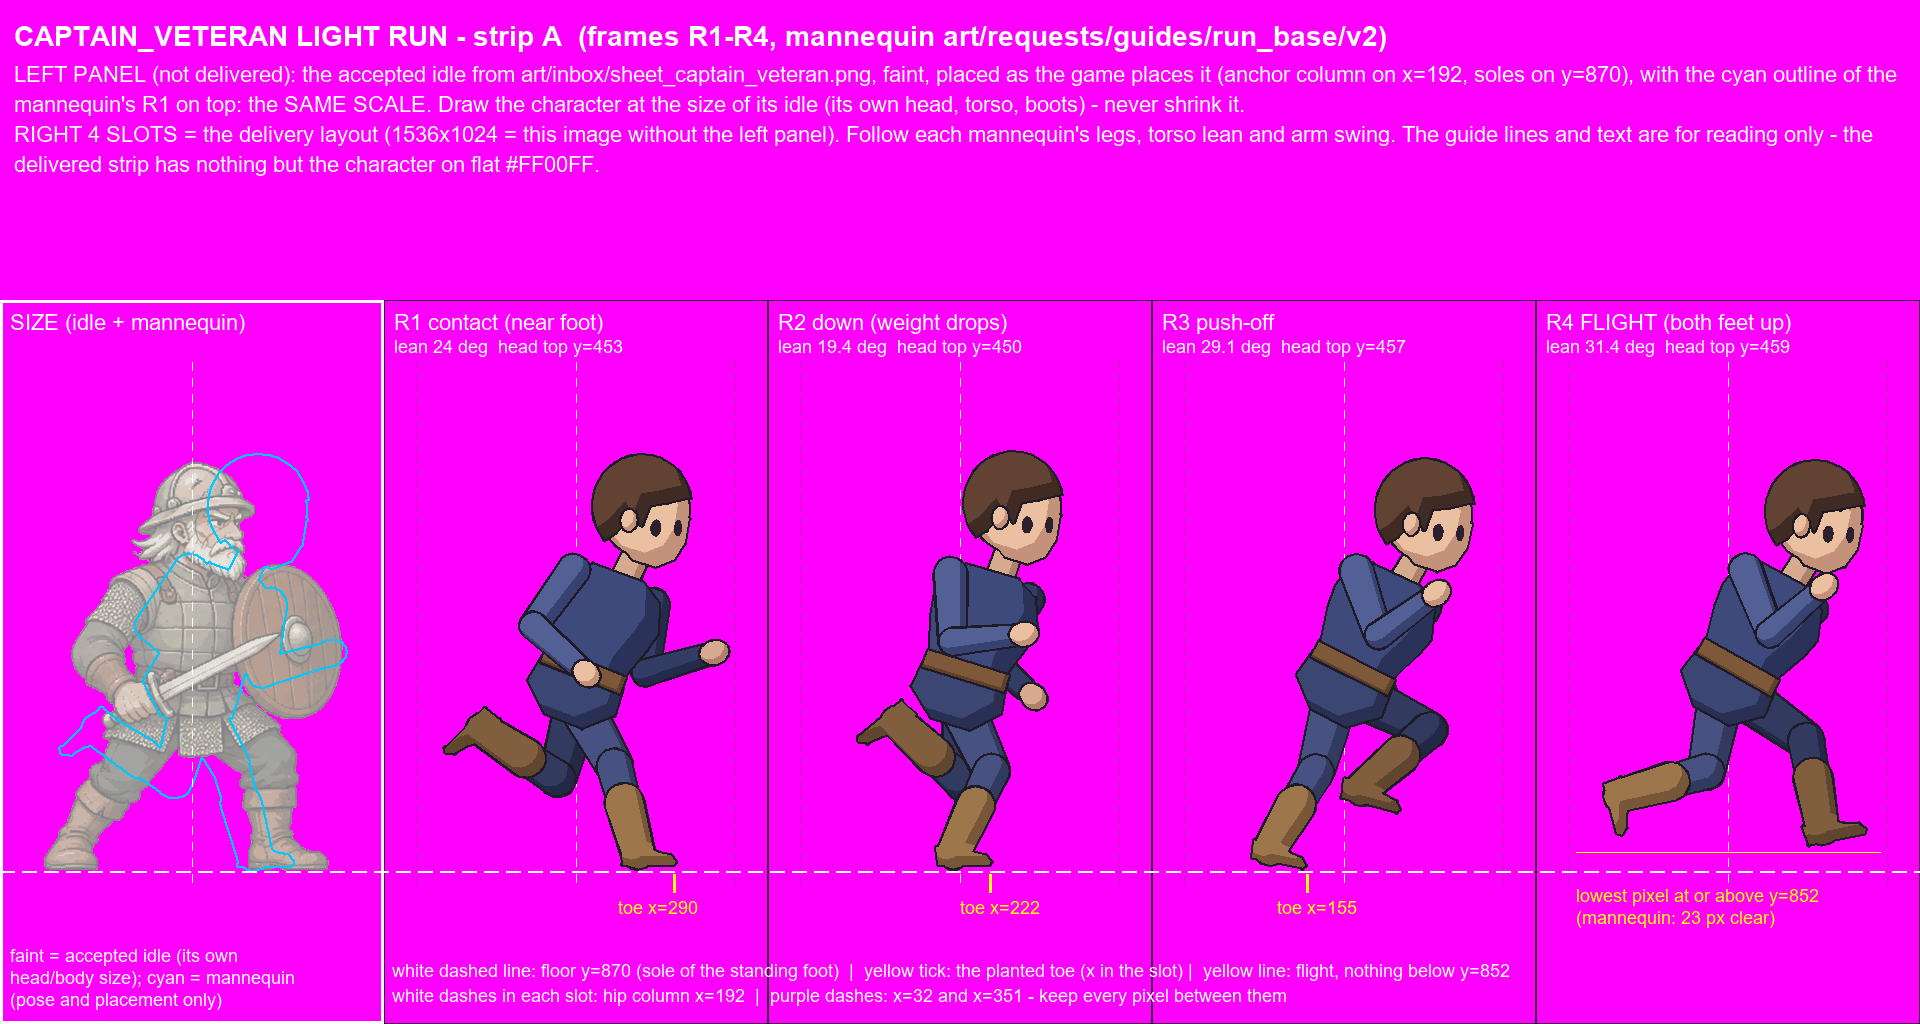 CAPTAIN_VETERAN LIGHT RUN - strip A  (frames R1-R4, mannequin art/requests/guides/run_base/v2)
LEFT PANEL (not delivered): the accepted idle from art/inbox/sheet_captain_veteran.png, faint, placed as the game places it (anchor column on x=192, soles on y=870), with the cyan outline of the
mannequin's R1 on top: the SAME SCALE. Draw the character at the size of its idle (its own head, torso, boots) - never shrink it.
RIGHT 4 SLOTS = the delivery layout (1536x1024 = this image without the left panel). Follow each mannequin's legs, torso lean and arm swing. The guide lines and text are for reading only - the
delivered strip has nothing but the character on flat #FF00FF.
SIZE (idle + mannequin)
R1 contact (near foot)
lean 24 deg  head top y=453
R2 down (weight drops)
lean 19.4 deg  head top y=450
R3 push-off
lean 29.1 deg  head top y=457
R4 FLIGHT (both feet up)
lean 31.4 deg  head top y=459
toe x=290
toe x=222
toe x=155
lowest pixel at or above y=852
(mannequin: 23 px clear)
faint = accepted idle (its own
head/body size); cyan = mannequin
(pose and placement only)
white dashed line: floor y=870 (sole of the standing foot)  |  yellow tick: the planted toe (x in the slot) |  yellow line: flight, nothing below y=852
white dashes in each slot: hip column x=192  |  purple dashes: x=32 and x=351 - keep every pixel between them